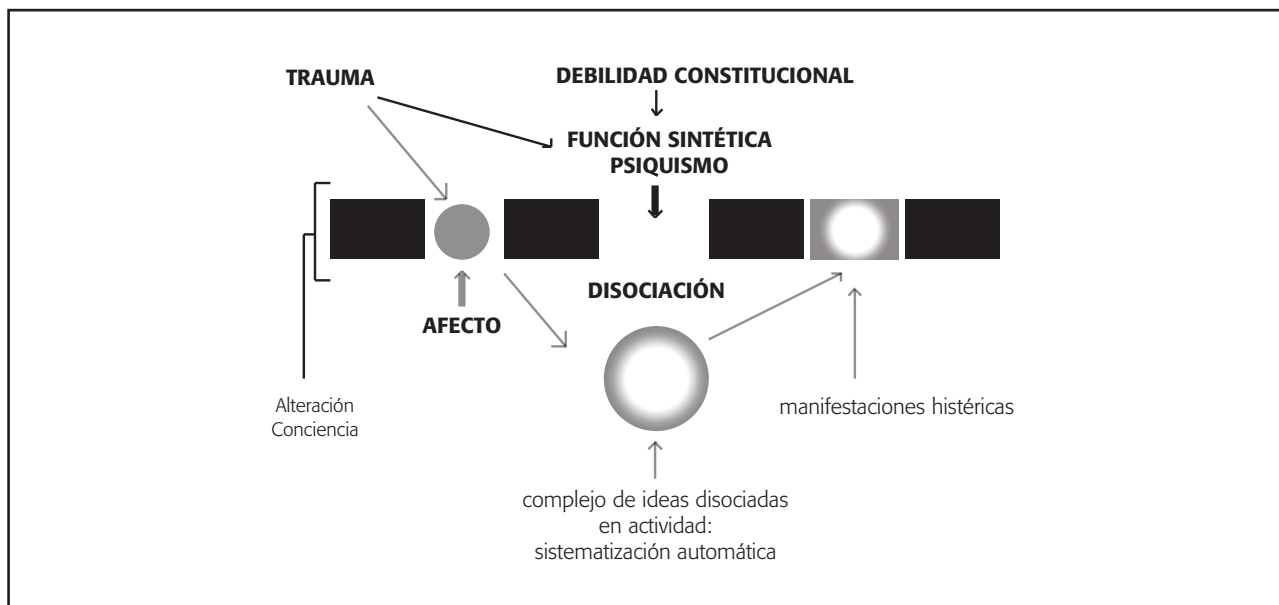 TRAUMA
DEBILIDAD CONSTITUCIONAL
FUNCIÓN SINTÉTICA
PSIQUISMO
DISOCIACIÓN
AFECTO
Alteración
Conciencia
manifestaciones histéricas
complejo de ideas disociadas
en actividad:
sistematización automática